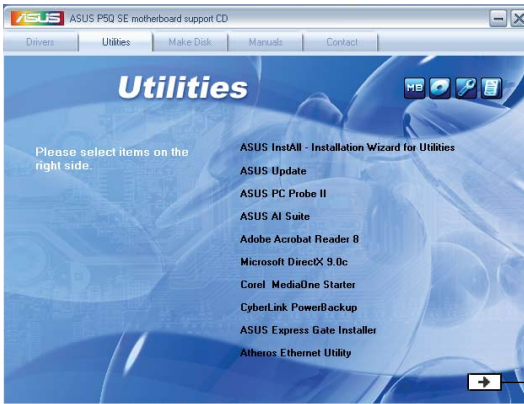 ASUS ASUS P5Q SE motherboard support CD
Drivers Utilities Make Disk Manuals Contact
Utilities
MB
Please select items on the
right side.
ASUS InstAll - Installation Wizard for Utilities
ASUS Update
ASUS PC Probe II
ASUS AI Suite
Adobe Acrobat Reader 8
Microsoft DirectX 9.0c
Corel MediaOne Starter
CyberLink PowerBackup
ASUS Express Gate Installer
Atheros Ethernet Utility